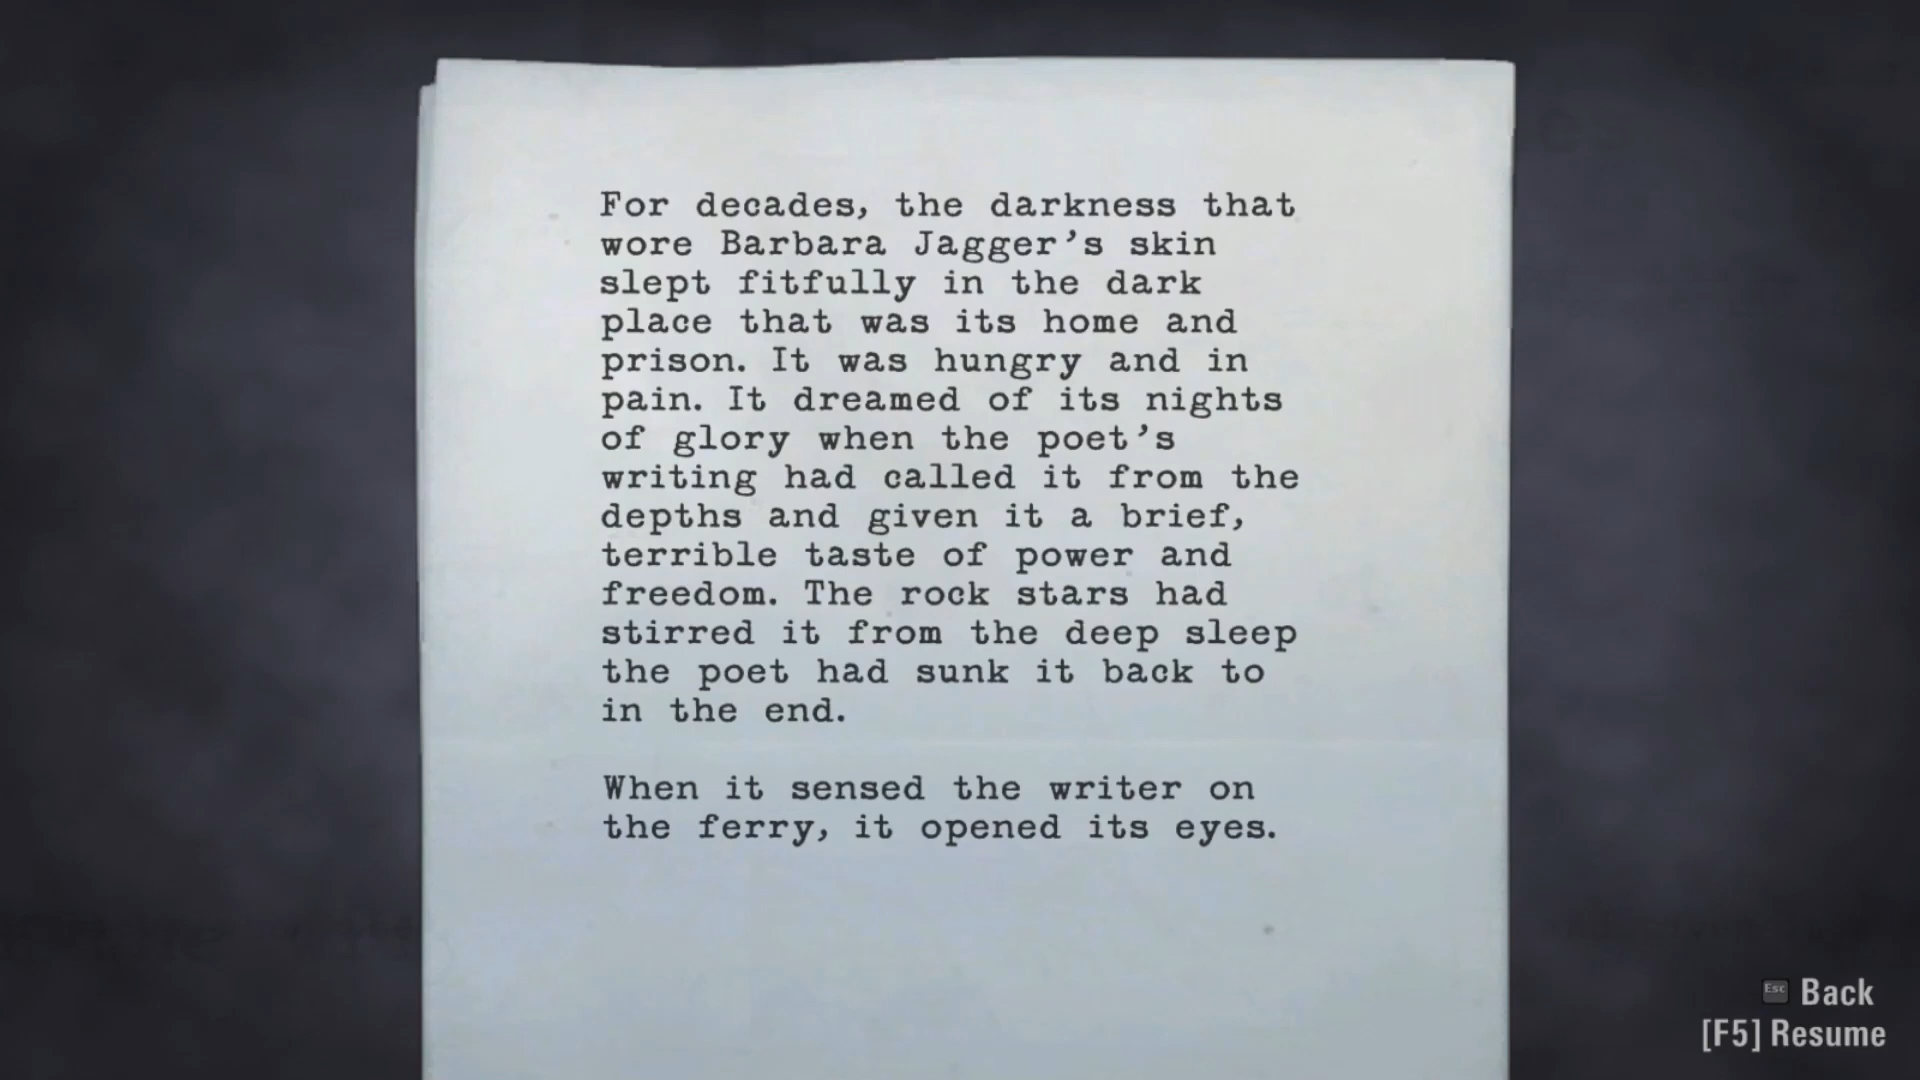 For decades, the darkness that
wore Barbara Jagger’s skin
slept fitfully in the dark
place that was its home and
prison. It was hungry and in
pain. It dreamed of its nights
of glory when the poet’s
writing had called it from the
depths and given it a brief,
terrible taste of power and
freedom. The rock stars had
stirred it from the deep sleep
the poet had sunk it back to
in the end.
When it sensed the writer on
the ferry, it opened its eyes.
Esc Back
[F5] Resume